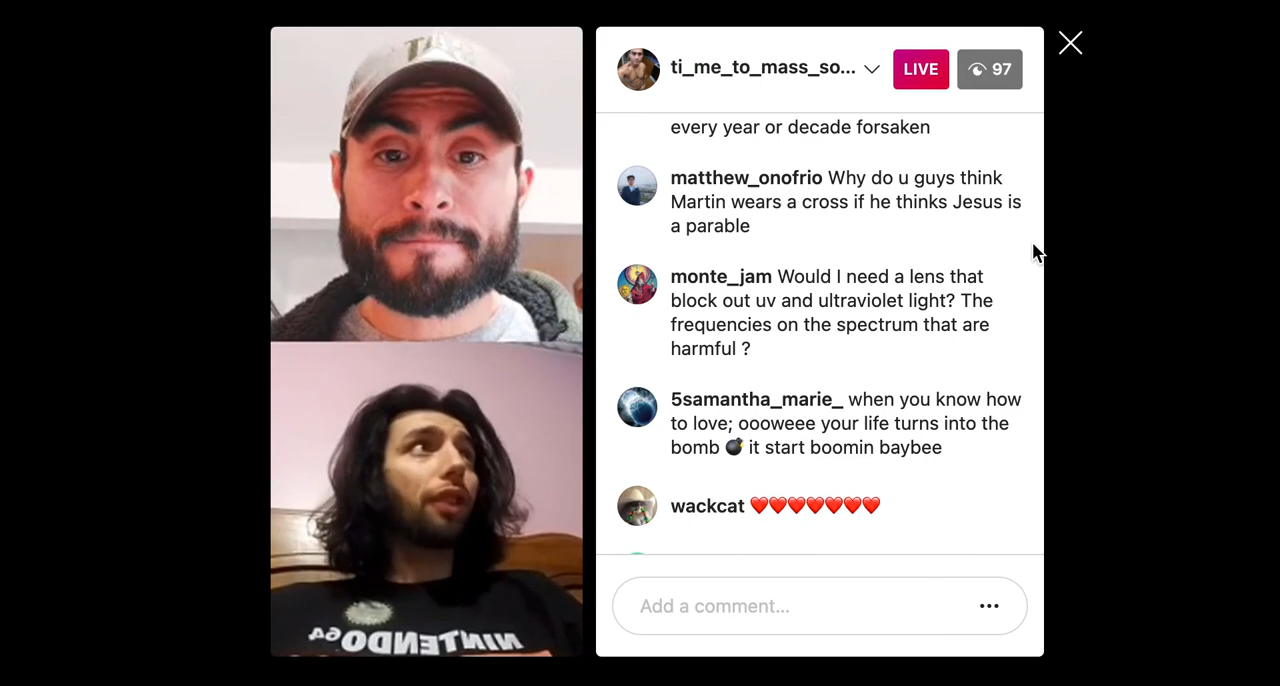 ti_me_to_mass_so...
LIVE
97
every year or decade forsaken
matthew_onofrio Why do u guys think
Martin wears a cross if he thinks Jesus is
a parable
monte_jam Would I need a lens that
block out uv and ultraviolet light? The
frequencies on the spectrum that are
harmful ?
5samantha_marie_ when you know how
to love; oooweee your life turns into the
bomb 💣 it start boomin baybee
wackcat ❤️❤️❤️❤️❤️❤️❤️
Add a comment...
NINTENDO64